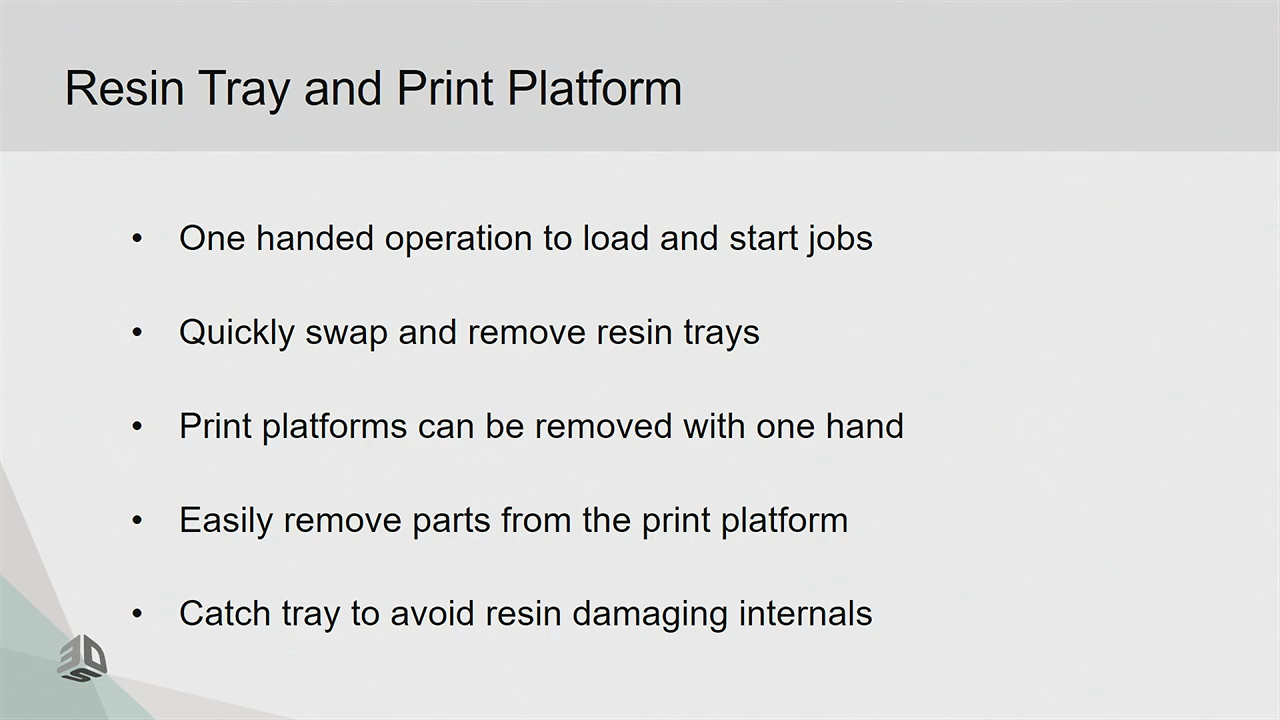 Resin Tray and Print Platform
• One handed operation to load and start jobs
• Quickly swap and remove resin trays
• Print platforms can be removed with one hand
• Easily remove parts from the print platform
• Catch tray to avoid resin damaging internals
3DS